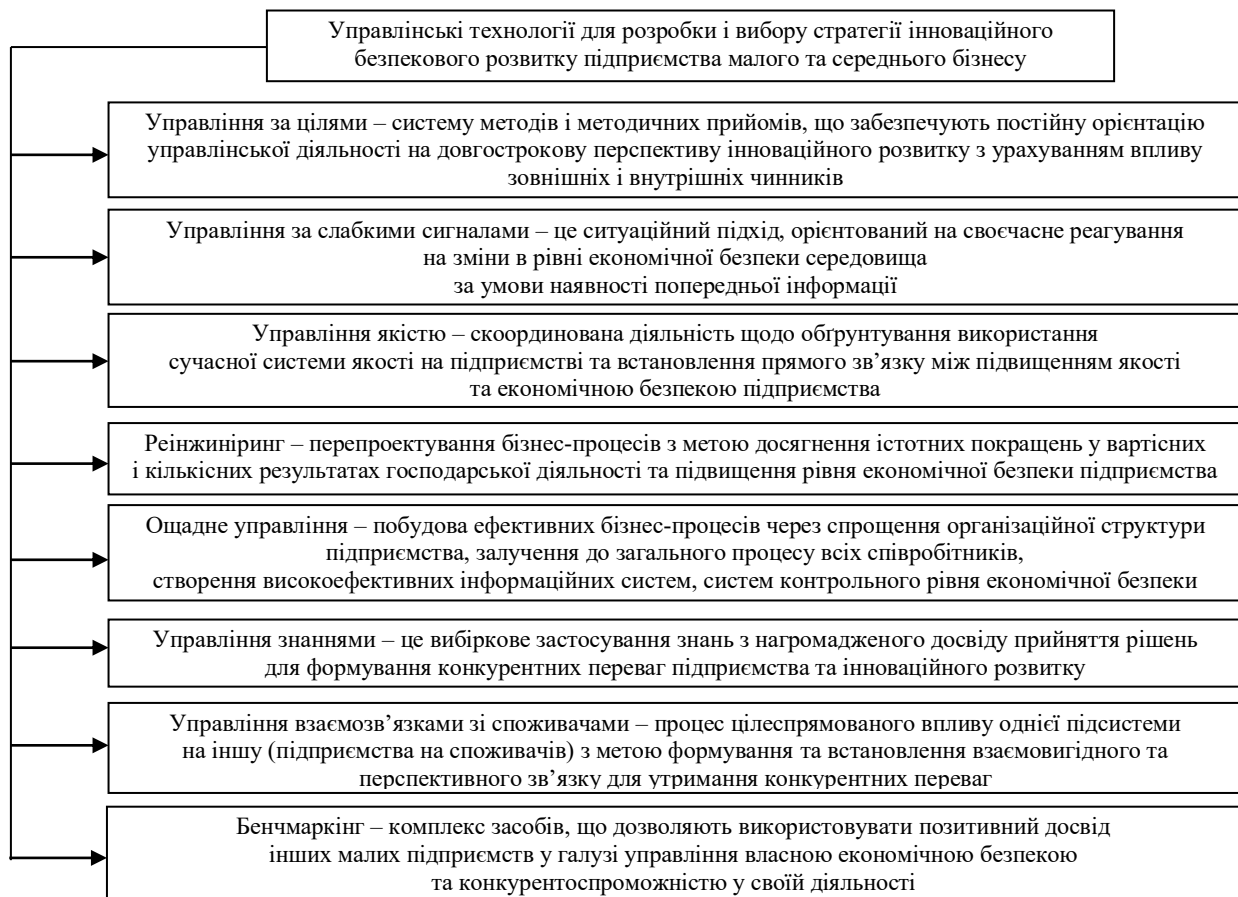 Управлінські технології для розробки і вибору стратегії інноваційного
безпекового розвитку підприємства малого та середнього бізнесу
Управління за цілями – систему методів і методичних прийомів, що забезпечують постійну орієнтацію
управлінської діяльності на довгострокову перспективу інноваційного розвитку з урахуванням впливу
зовнішніх і внутрішніх чинників
Управління за слабкими сигналами – це ситуаційний підхід, орієнтований на своєчасне реагування
на зміни в рівні економічної безпеки середовища
за умови наявності попередньої інформації
Управління якістю – скоординована діяльність щодо обґрунтування використання
сучасної системи якості на підприємстві та встановлення прямого зв’язку між підвищенням якості
та економічною безпекою підприємства
Реінжиніринг – перепроектування бізнес-процесів з метою досягнення істотних покращень у вартісних
і кількісних результатах господарської діяльності та підвищення рівня економічної безпеки підприємства
Ощадне управління – побудова ефективних бізнес-процесів через спрощення організаційної структури
підприємства, залучення до загального процесу всіх співробітників,
створення високоефективних інформаційних систем, систем контрольного рівня економічної безпеки
Управління знаннями – це вибіркове застосування знань з нагромадженого досвіду прийняття рішень
для формування конкурентних переваг підприємства та інноваційного розвитку
Управління взаємозв’язками зі споживачами – процес цілеспрямованого впливу однієї підсистеми
на іншу (підприємства на споживачів) з метою формування та встановлення взаємовигідного та
перспективного зв’язку для утримання конкурентних переваг
Бенчмаркінг – комплекс засобів, що дозволяють використовувати позитивний досвід
інших малих підприємств у галузі управління власною економічною безпекою
та конкурентоспроможністю у своїй діяльності